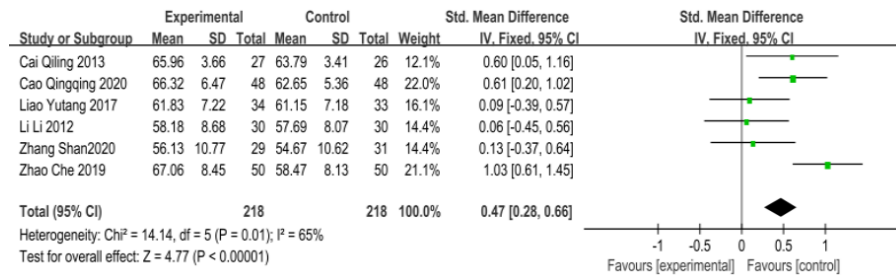 Experimental Control Std. Mean Difference Std. Mean Difference
Study or Subgroup Mean SD Total Mean SD Total Weight IV, Fixed, 95% CI IV, Fixed, 95% CI
Cai Qiling 2013 65.96 3.66 27 63.79 3.41 26 12.1% 0.60 [0.05, 1.16]
Cao Qingqing 2020 66.32 6.47 48 62.65 5.36 48 22.0% 0.61 [0.20, 1.02]
Liao Yutang 2017 61.83 7.22 34 61.15 7.18 33 16.1% 0.09 [-0.39, 0.57]
Li Li 2012 58.18 8.68 30 57.69 8.07 30 14.4% 0.06 [-0.45, 0.56]
Zhang Shan2020 56.13 10.77 29 54.67 10.62 31 14.4% 0.13 [-0.37, 0.64]
Zhao Che 2019 67.06 8.45 50 58.47 8.13 50 21.1% 1.03 [0.61, 1.45]
Total (95% CI) 218 218 100.0% 0.47 [0.28, 0.66]
Heterogeneity: Chi² = 14.14, df = 5 (P = 0.01); I² = 65%
Test for overall effect: Z = 4.77 (P < 0.00001)
-1 -0.5 0 0.5 1
Favours [experimental] Favours [control]